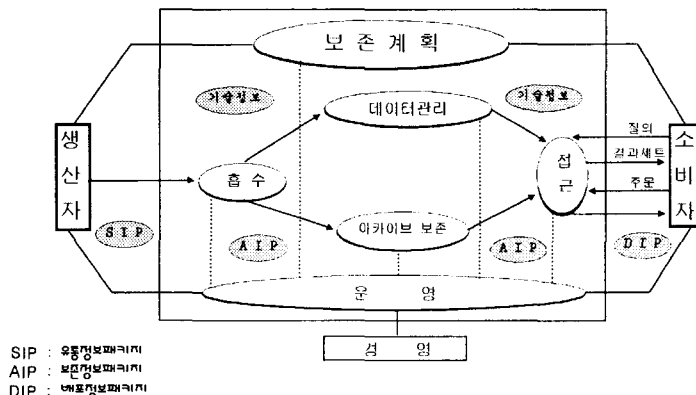 보존계획
기술정보
기술정보
데이터관리
생산자
흡수
접근
질의
결과세트
주문
소비자
SIP
AIP
아카이브 보존
AIP
DIP
운영
경영
SIP : 유통정보패키지
AIP : 보존정보패키지
DIP : 배포정보패키지